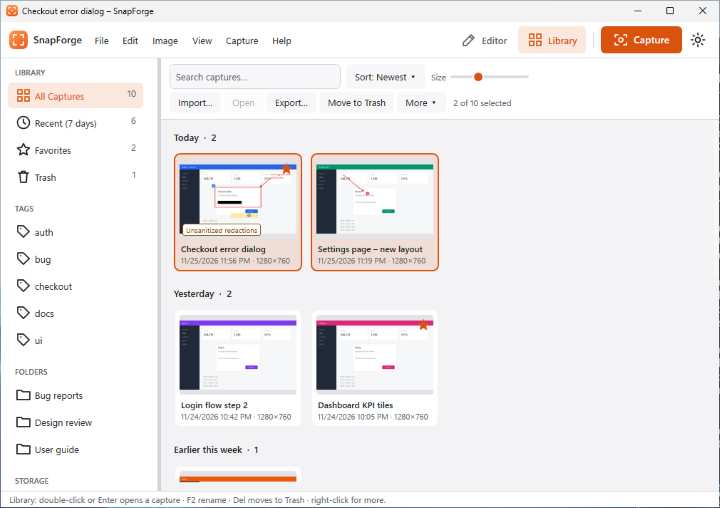 Checkout error dialog – SnapForge
SnapForge File Edit Image View Capture Help Editor Library Capture
LIBRARY
All Captures 10
Recent (7 days) 6
Favorites 2
Trash 1
TAGS
auth
bug
checkout
docs
ui
FOLDERS
Bug reports
Design review
User guide
STORAGE
Search captures... Sort: Newest Size
Import... Open Export... Move to Trash More 2 of 10 selected
Today · 2
Unsanitized redactions
Checkout error dialog
11/25/2026 11:56 PM · 1280×760
Settings page – new layout
11/25/2026 11:19 PM · 1280×760
Yesterday · 2
Login flow step 2
11/24/2026 10:42 PM · 1280×760
Dashboard KPI tiles
11/24/2026 10:05 PM · 1280×760
Earlier this week · 1
Library: double-click or Enter opens a capture · F2 rename · Del moves to Trash · right-click for more.